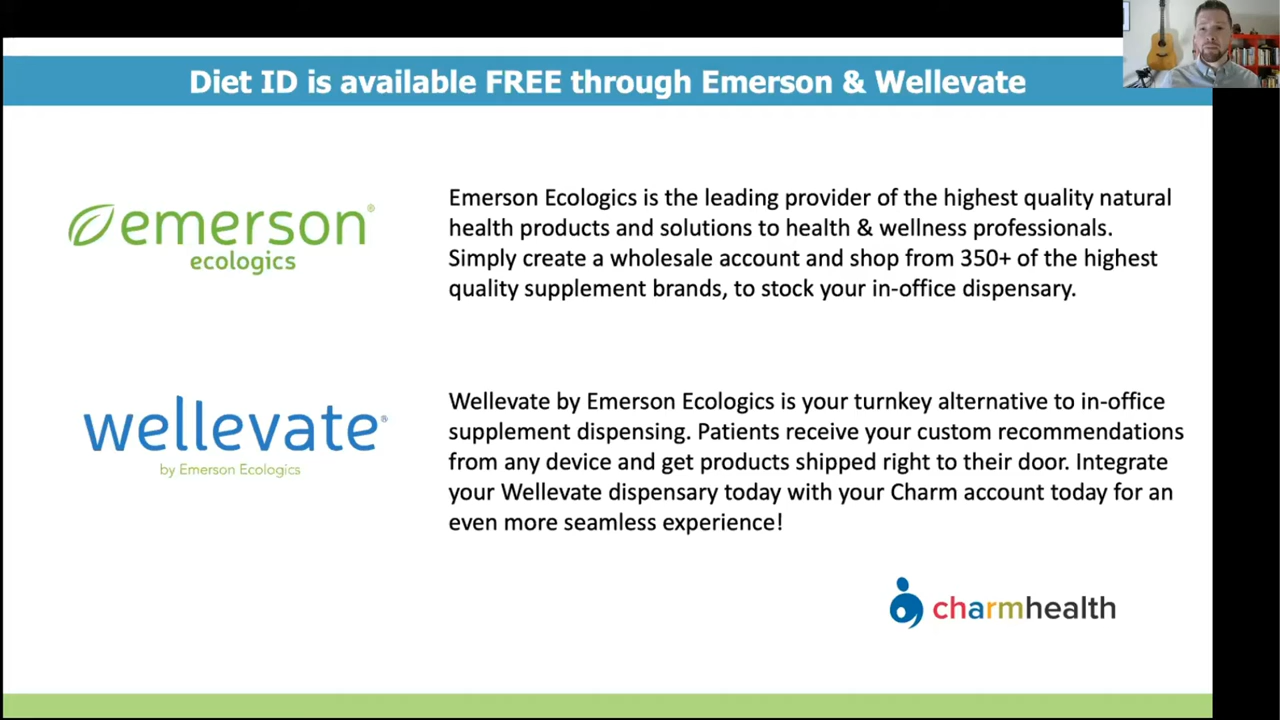 Diet ID is available FREE through Emerson & Wellevate
emerson®
ecologics
Emerson Ecologics is the leading provider of the highest quality natural
health products and solutions to health & wellness professionals.
Simply create a wholesale account and shop from 350+ of the highest
quality supplement brands, to stock your in-office dispensary.
wellevate®
by Emerson Ecologics
Wellevate by Emerson Ecologics is your turnkey alternative to in-office
supplement dispensing. Patients receive your custom recommendations
from any device and get products shipped right to their door. Integrate
your Wellevate dispensary today with your Charm account today for an
even more seamless experience!
charmhealth